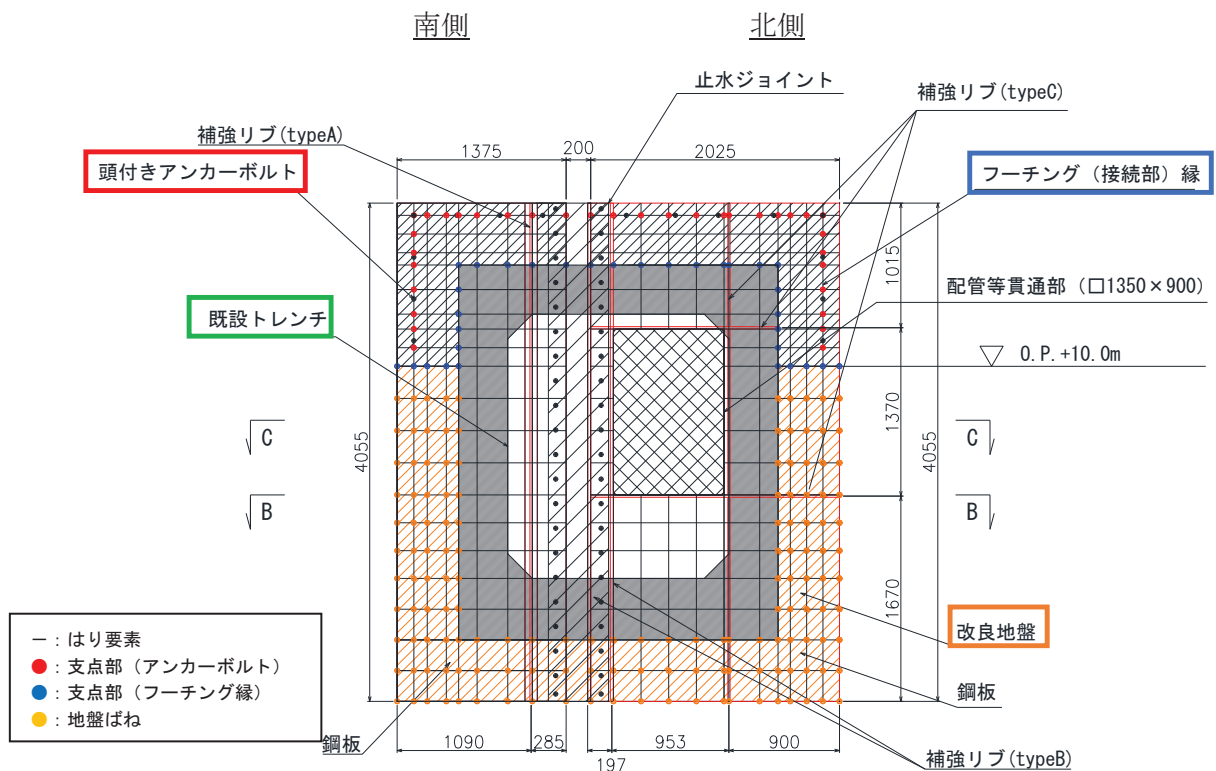 南側
北側
止水ジョイント
補強リブ(typeC)
補強リブ(typeA)
1375
200
2025
頭付きアンカーボルト
フーチング（接続部）縁
1015
配管等貫通部（□1350×900）
既設トレンチ
O.P.+10.0m
C
C
4055
1370
4055
B
B
1670
－：はり要素
●：支点部（アンカーボルト）
●：支点部（フーチング縁）
●：地盤ばね
改良地盤
鋼板
鋼板
1090
285
953
900
197
補強リブ(typeB)